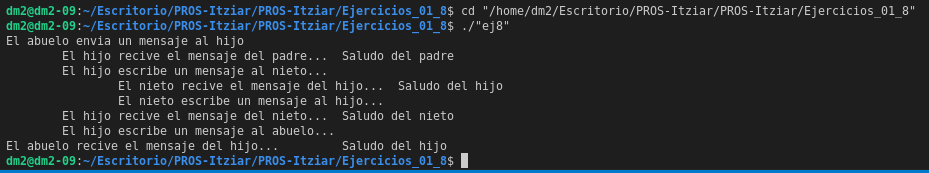 dm2@dm2-09:~/Escritorio/PROS-Itziar/PROS-Itziar/Ejercicios_01_8$ cd "/home/dm2/Escritorio/PROS-Itziar/PROS-Itziar/Ejercicios_01_8"
dm2@dm2-09:~/Escritorio/PROS-Itziar/PROS-Itziar/Ejercicios_01_8$ ./"ej8"
El abuelo envia un mensaje al hijo
El hijo recive el mensaje del padre... Saludo del padre
El hijo escribe un mensaje al nieto...
El nieto recive el mensaje del hijo... Saludo del hijo
El nieto escribe un mensaje al hijo...
El hijo recive el mensaje del nieto... Saludo del nieto
El hijo escribe un mensaje al abuelo...
El abuelo recive el mensaje del hijo... Saludo del hijo
dm2@dm2-09:~/Escritorio/PROS-Itziar/PROS-Itziar/Ejercicios_01_8$